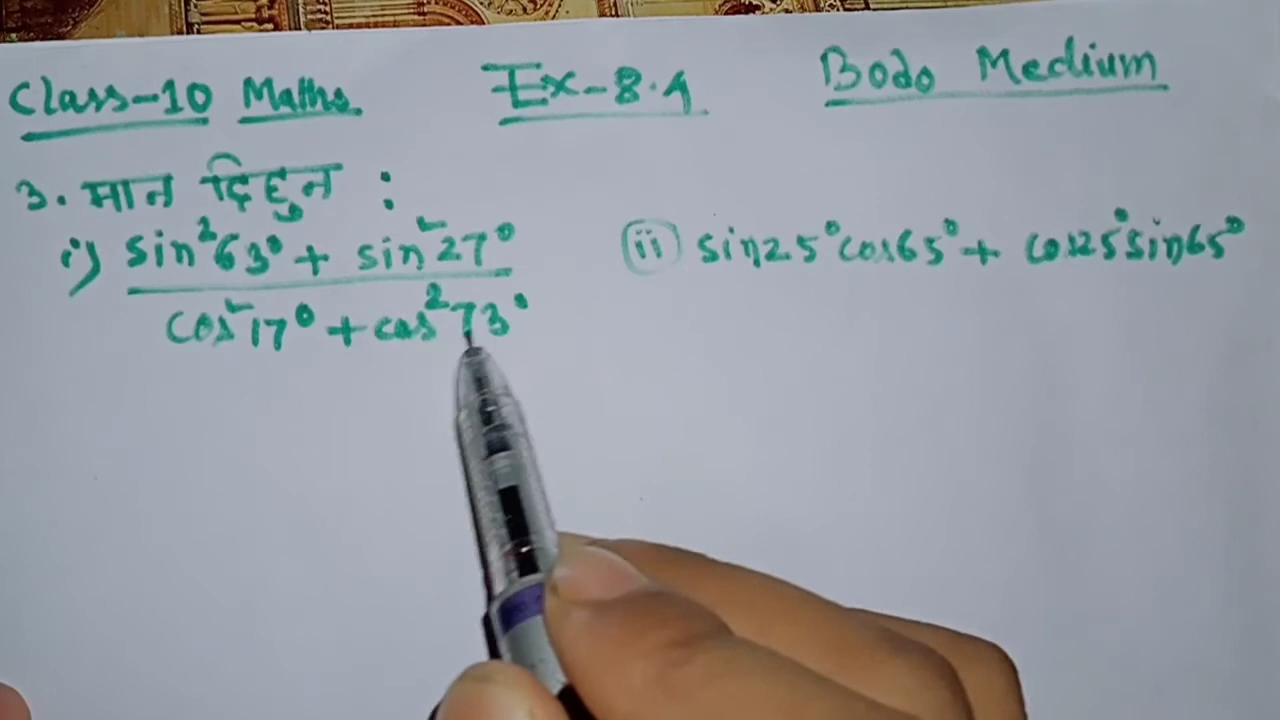 Class-10 Maths Ex-8.4 Bodo Medium
3. मान दिहुन :
i) sin²63° + sin²27°
cos²17° + cos²73°
(ii) sin25° cos65° + cos25° sin65°